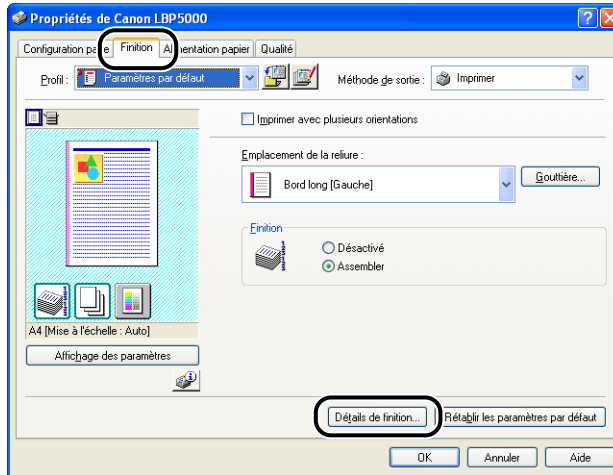 Propriétés de Canon LBP5000
Configuration pa e Finition Al entation papier Qualité
Profil : Paramètres par défaut Méthode de sortie : Imprimer
Imprimer avec plusieurs orientations
Emplacement de la reliure :
Bord long [Gauche] Gouttière...
Finition
Désactivé
Assembler
A4 [Mise à l'échelle : Auto]
Affichage des paramètres
Détails de finition... Rétablir les paramètres par défaut
OK Annuler Aide